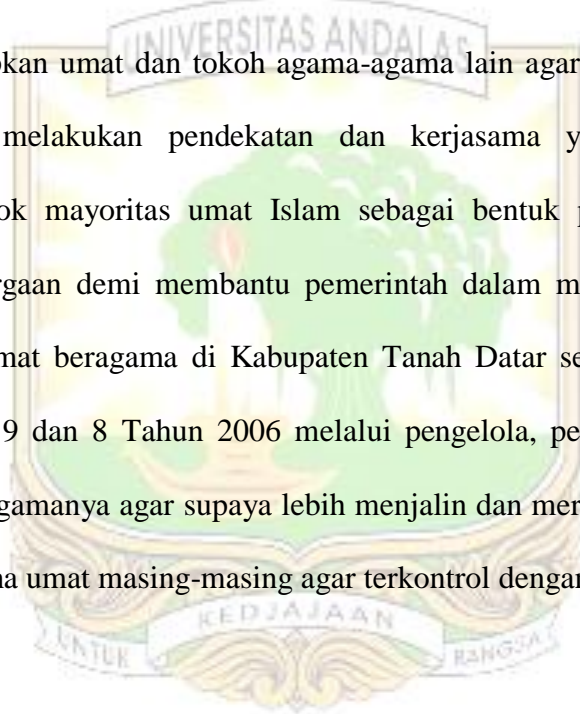 UNIVERSITAS ANDALAS
kan umat dan tokoh agama-agama lain agar
melakukan pendekatan dan kerjasama y
ok mayoritas umat Islam sebagai bentuk p
rgaan demi membantu pemerintah dalam m
mat beragama di Kabupaten Tanah Datar se
9 dan 8 Tahun 2006 melalui pengelola, pe
gamanya agar supaya lebih menjalin dan mer
a umat masing-masing agar terkontrol dengan
UNTUK KEDJAJAAN BANGSA